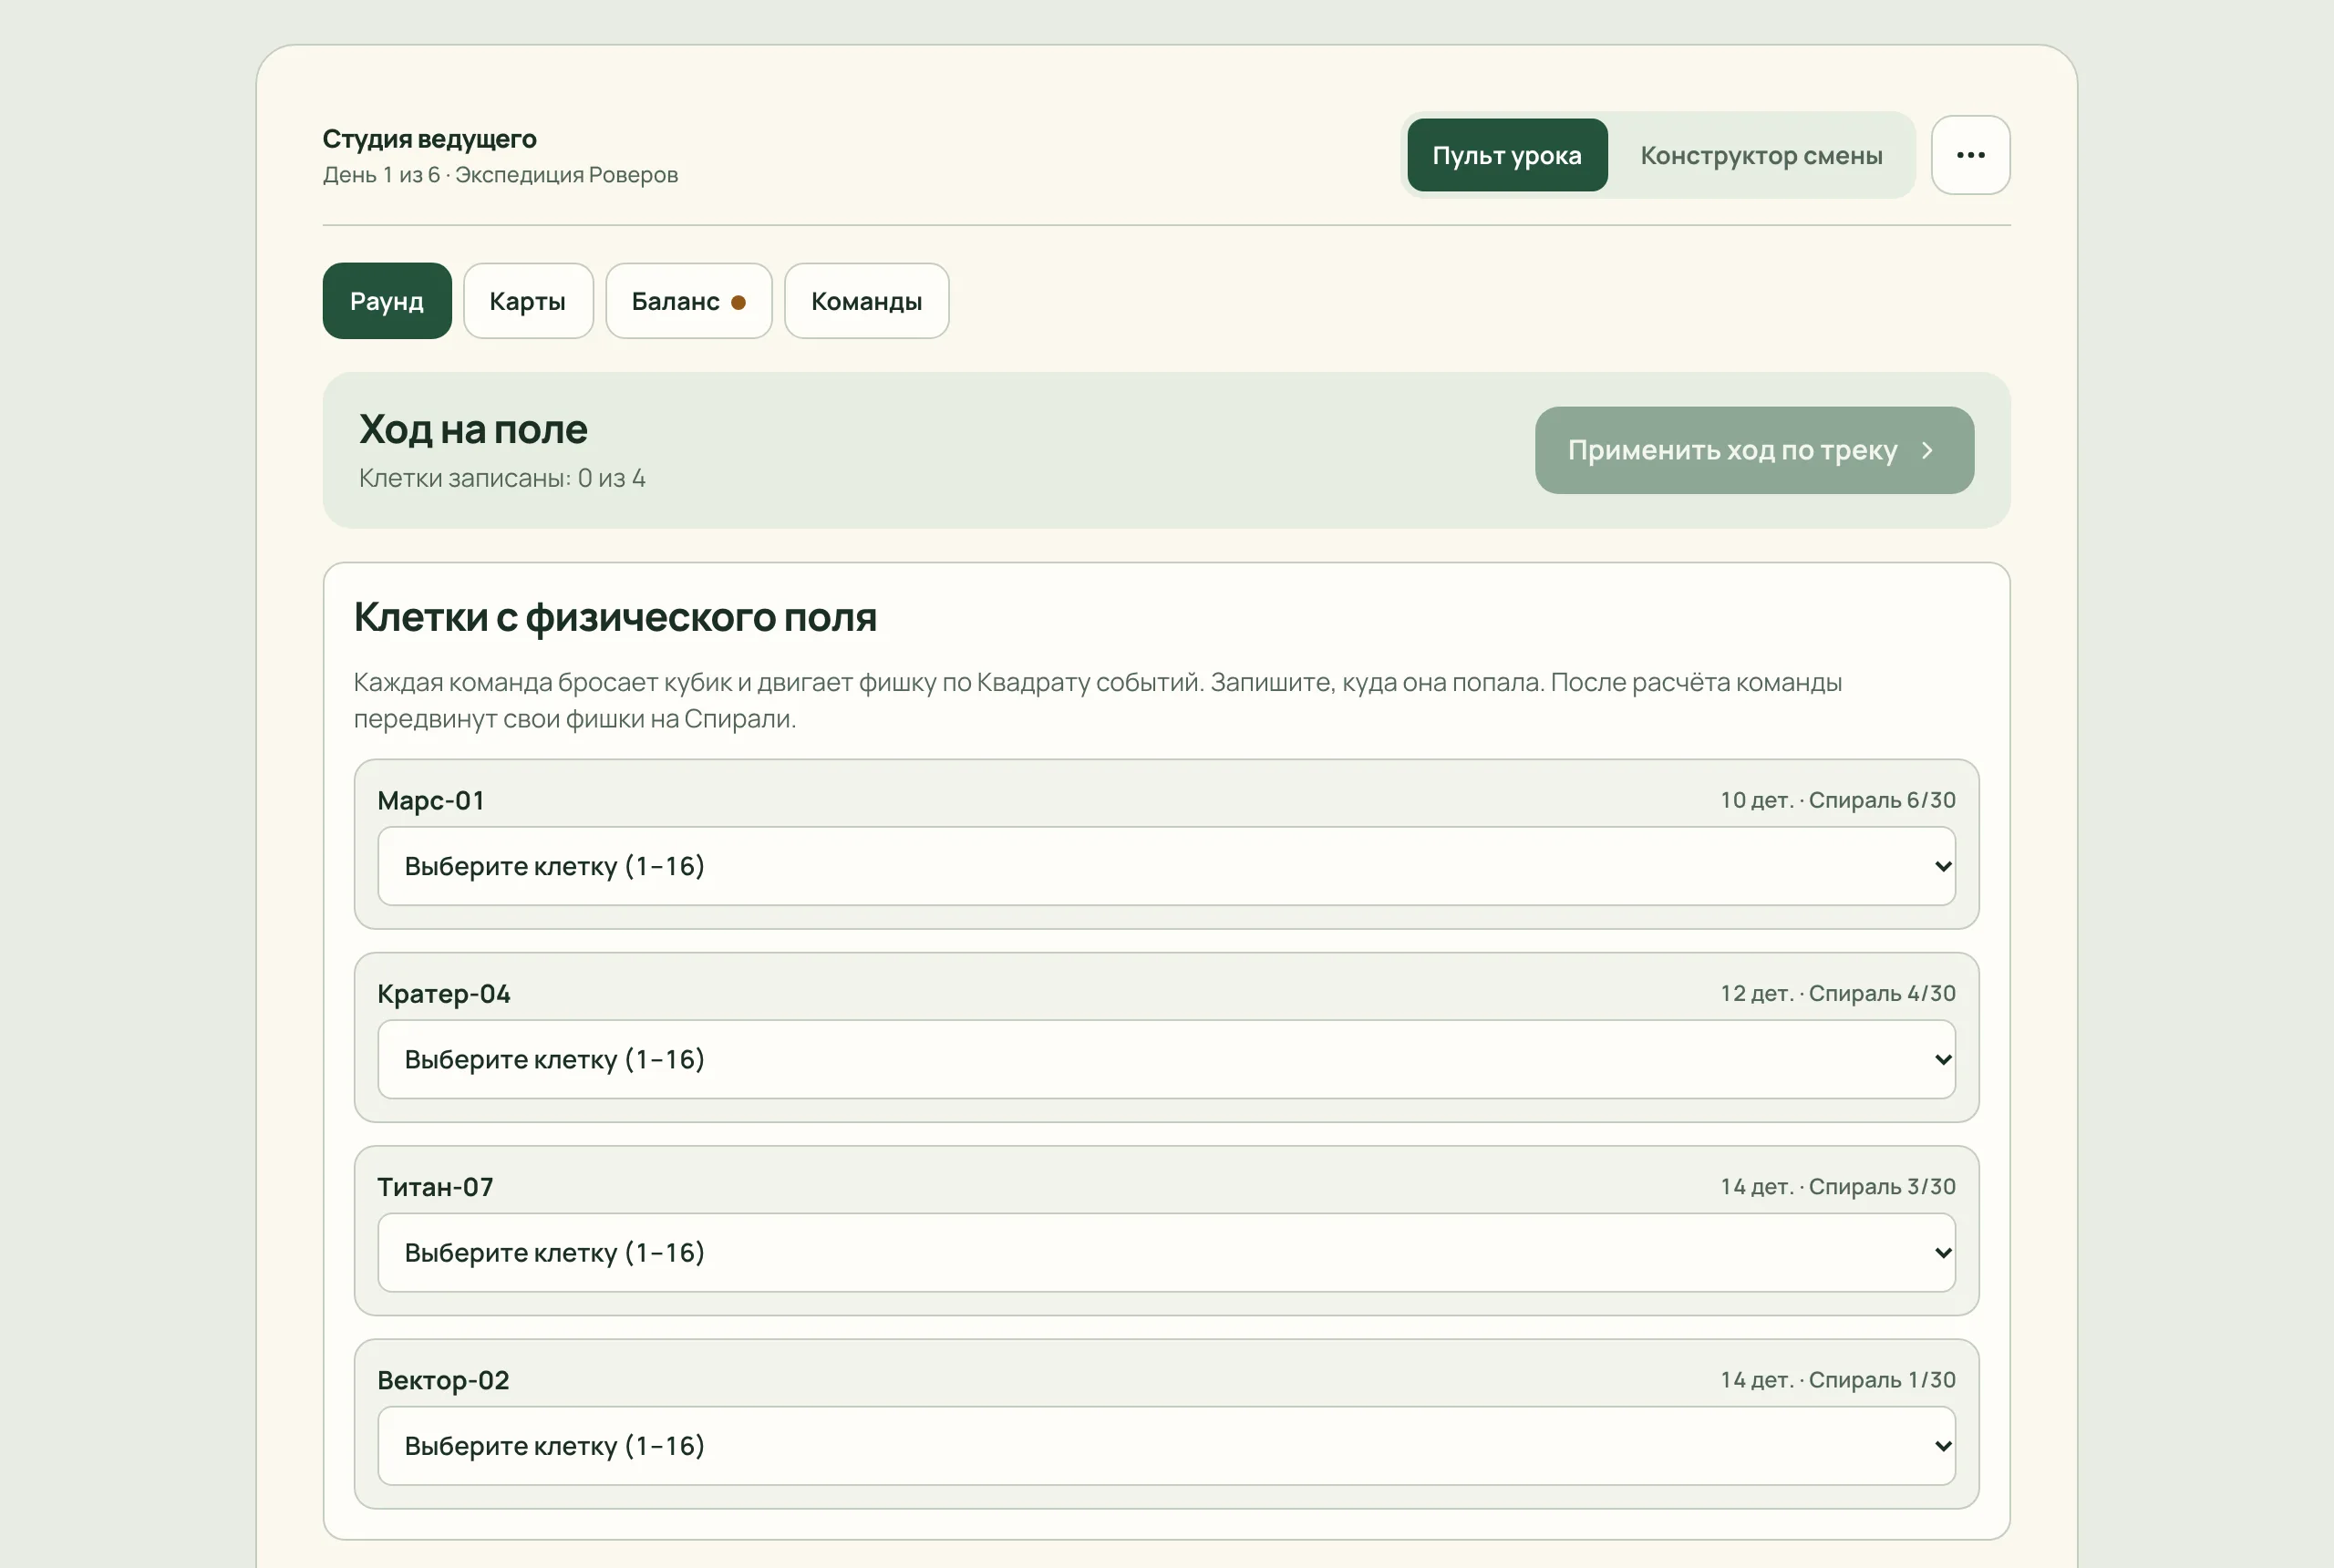 Студия ведущего
День 1 из 6 · Экспедиция Роверов
Пульт урока
Конструктор смены
Раунд
Карты
Баланс
Команды
Ход на поле
Клетки записаны: 0 из 4
Применить ход по треку
Клетки с физического поля
Каждая команда бросает кубик и двигает фишку по Квадрату событий. Запишите, куда она попала. После расчёта команды
передвинут свои фишки на Спирали.
Марс-01
10 дет. · Спираль 6/30
Выберите клетку (1–16)
Кратер-04
12 дет. · Спираль 4/30
Выберите клетку (1–16)
Титан-07
14 дет. · Спираль 3/30
Выберите клетку (1–16)
Вектор-02
14 дет. · Спираль 1/30
Выберите клетку (1–16)